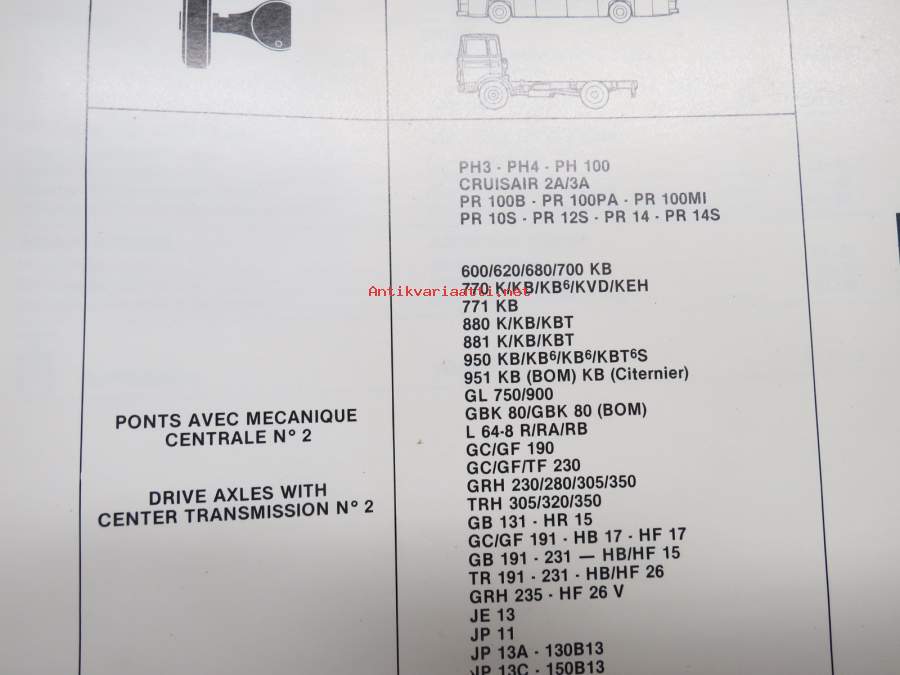 PH3 - PH4 - PH 100
CRUISAIR 2A/3A
PR 100B - PR 100PA - PR 100MI
PR 10S - PR 12S - PR 14 - PR 14S
600/620/680/700 KB
770 K/KB/KB⁶/KVD/KEH
Antikvariaatti.net
771 KB
880 K/KB/KBT
881 K/KB/KBT
950 KB/KB⁶/KB⁶/KBT⁶S
951 KB (BOM) KB (Citernier)
GL 750/900
GBK 80/GBK 80 (BOM)
L 64-8 R/RA/RB
GC/GF 190
GC/GF/TF 230
GRH 230/280/305/350
TRH 305/320/350
GB 131 - HR 15
GC/GF 191 - HB 17 - HF 17
GB 191 - 231 — HB/HF 15
TR 191 - 231 - HB/HF 26
GRH 235 - HF 26 V
JE 13
JP 11
JP 13A - 130B13
JP 13C - 150B13
PONTS AVEC MECANIQUE
CENTRALE N° 2
DRIVE AXLES WITH
CENTER TRANSMISSION N° 2